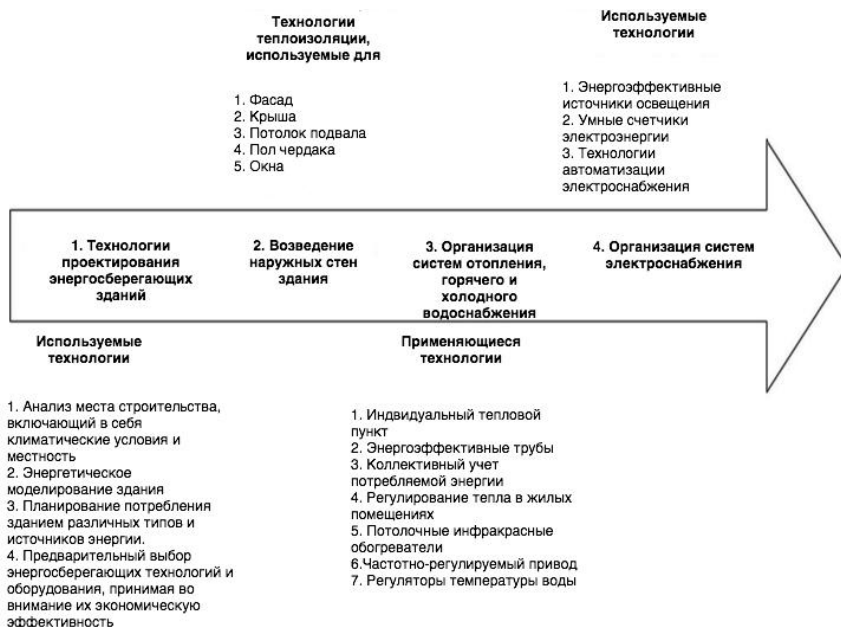 Технологии
теплоизоляции,
используемые для
1. Фасад
2. Крыша
3. Потолок подвала
4. Пол чердака
5. Окна
Используемые
технологии
1. Энергоэффективные
источники освещения
2. Умные счетчики
электроэнергии
3. Технологии
автоматизации
электроснабжения
1. Технологии
проектирования
энергосберегающих
зданий
2. Возведение
наружных стен
здания
3. Организация
систем отопления,
горячего и
холодного
водоснабжения
4. Организация систем
электроснабжения
Используемые
технологии
1. Анализ места строительства,
включающий в себя
климатические условия и
местность
2. Энергетическое
моделирование здания
3. Планирование потребления
зданием различных типов и
источников энергии.
4. Предварительный выбор
энергосберегающих технологий и
оборудования, принимая во
внимание их экономическую
эффективность
Применяющиеся
технологии
1. Индвидуальный тепловой
пункт
2. Энергоэффективные трубы
3. Коллективный учет
потребляемой энергии
4. Регулирование тепла в жилых
помещениях
5. Потолочные инфракрасные
обогреватели
6.Частотно-регулируемый привод
7. Регуляторы температуры воды